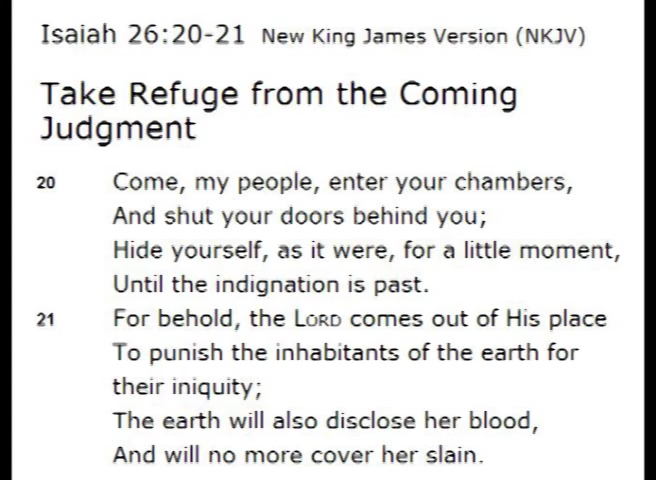 Isaiah 26:20-21 New King James Version (NKJV)
Take Refuge from the Coming
Judgment
20 Come, my people, enter your chambers,
And shut your doors behind you;
Hide yourself, as it were, for a little moment,
Until the indignation is past.
21 For behold, the LORD comes out of His place
To punish the inhabitants of the earth for
their iniquity;
The earth will also disclose her blood,
And will no more cover her slain.